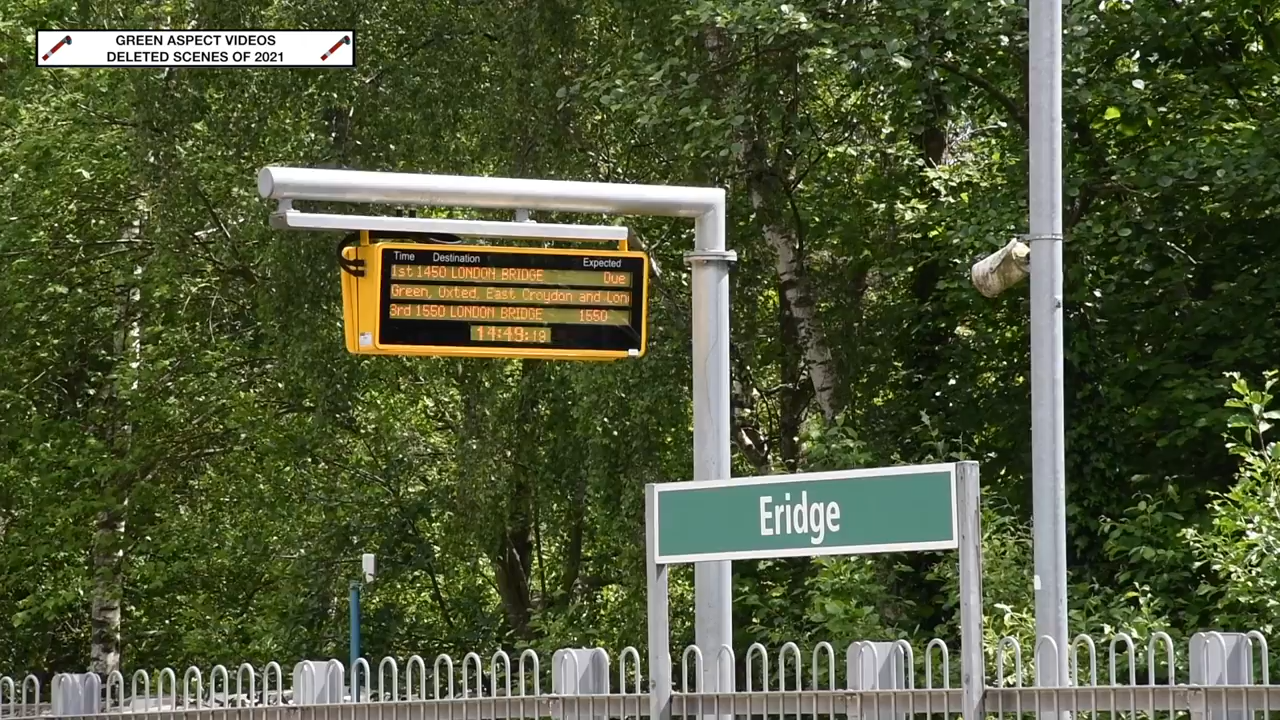 GREEN ASPECT VIDEOS
DELETED SCENES OF 2021
Time Destination Expected
1st 1450 LONDON BRIDGE Due
Green, Oxted, East Croydon and Lon
3rd 1550 LONDON BRIDGE 1550
14:49:19
Eridge